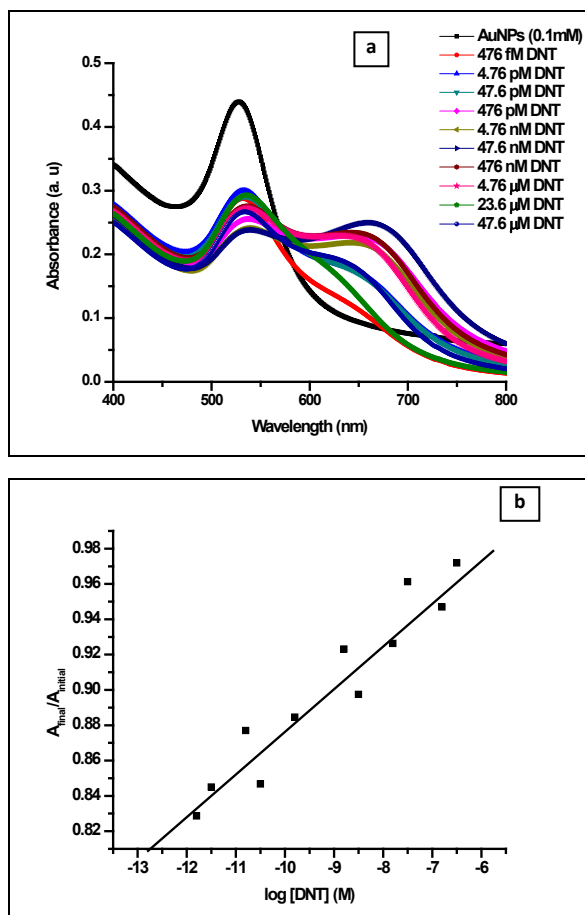 a
AuNPs (0.1mM)
476 fM DNT
4.76 pM DNT
47.6 pM DNT
476 pM DNT
4.76 nM DNT
47.6 nM DNT
476 nM DNT
4.76 µM DNT
23.6 µM DNT
47.6 µM DNT
0.5
0.4
0.3
0.2
0.1
0.0
Absorbance (a. u)
400 500 600 700 800
Wavelength (nm)
b
0.98
0.96
0.94
0.92
0.90
0.88
0.86
0.84
0.82
A_final/A_initial
-13 -12 -11 -10 -9 -8 -7 -6
log [DNT] (M)